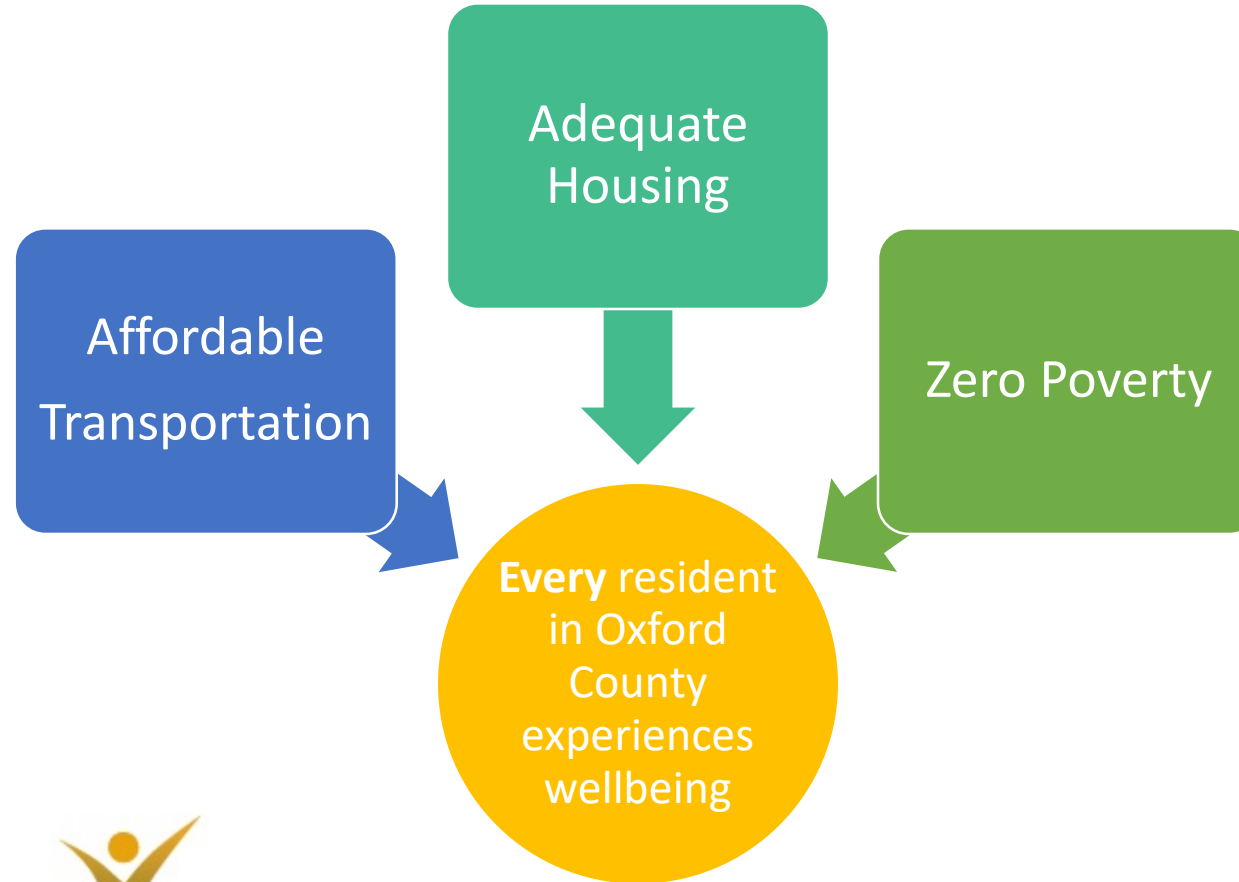 Adequate
Housing
Affordable
Transportation
Zero Poverty
Every resident
in Oxford
County
experiences
wellbeing